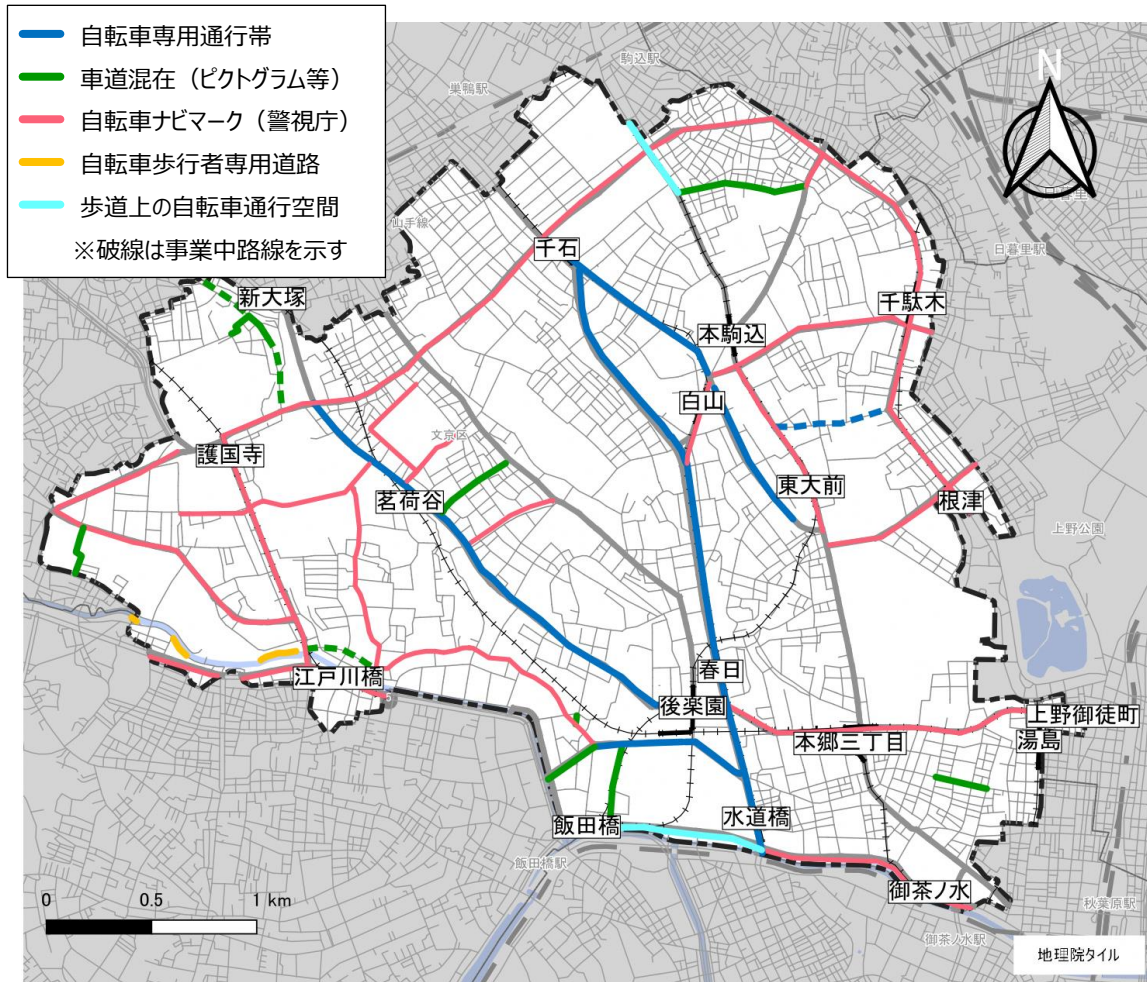 自転車専用通行帯
車道混在（ピクトグラム等）
自転車ナビマーク（警視庁）
自転車歩行者専用道路
歩道上の自転車通行空間
※破線は事業中路線を示す
N
駒込駅
巣鴨駅
山手線
日暮里
日暮里駅
千石
新大塚
千駄木
本駒込
白山
文京区
護国寺
茗荷谷
東大前
根津
上野公園
江戸川橋
春日
後楽園
上野御徒町
本郷三丁目
湯島
水道橋
飯田橋
飯田橋駅
御茶ノ水
秋葉原駅
御茶ノ水駅
0 0.5 1 km
地理院タイル